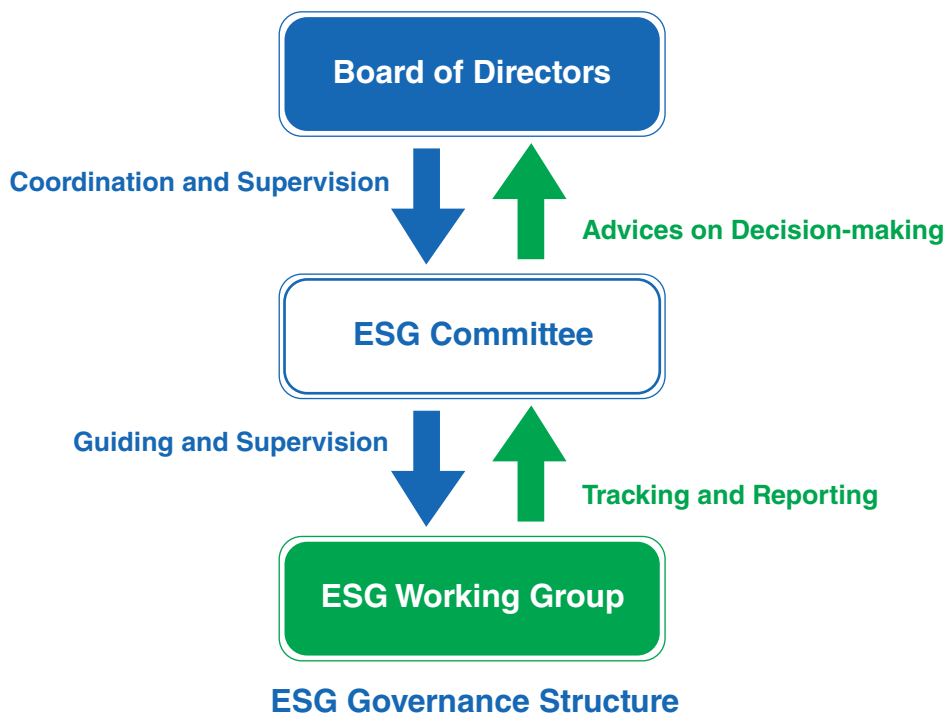 Board of Directors
Coordination and Supervision
Advices on Decision-making
ESG Committee
Guiding and Supervision
Tracking and Reporting
ESG Working Group
ESG Governance Structure